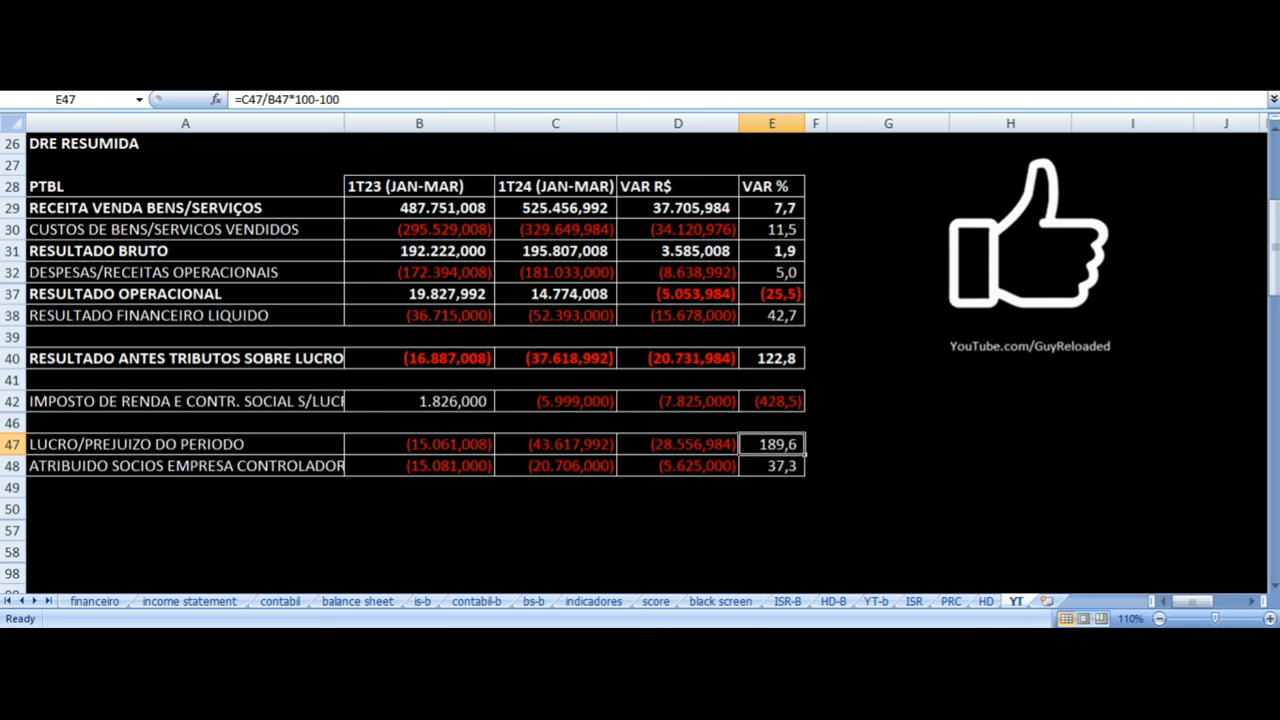 E47 fx =C47/B47*100-100
A B C D E F G H I J
26 DRE RESUMIDA
27
28 PTBL 1T23 (JAN-MAR) 1T24 (JAN-MAR) VAR R$ VAR %
29 RECEITA VENDA BENS/SERVIÇOS 487.751,008 525.456,992 37.705,984 7,7
30 CUSTOS DE BENS/SERVICOS VENDIDOS (295.529,008) (329.649,984) (34.120,976) 11,5
31 RESULTADO BRUTO 192.222,000 195.807,008 3.585,008 1,9
32 DESPESAS/RECEITAS OPERACIONAIS (172.394,008) (181.033,000) (8.638,992) 5,0
37 RESULTADO OPERACIONAL 19.827,992 14.774,008 (5.053,984) (25,5)
38 RESULTADO FINANCEIRO LIQUIDO (36.715,000) (52.393,000) (15.678,000) 42,7
39
40 RESULTADO ANTES TRIBUTOS SOBRE LUCRO (16.887,008) (37.618,992) (20.731,984) 122,8
41
42 IMPOSTO DE RENDA E CONTR. SOCIAL S/LUCR 1.826,000 (5.999,000) (7.825,000) (428,5)
46
47 LUCRO/PREJUIZO DO PERIODO (15.061,008) (43.617,992) (28.556,984) 189,6
48 ATRIBUIDO SOCIOS EMPRESA CONTROLADOR (15.081,000) (20.706,000) (5.625,000) 37,3
49
50
57
58
98
YouTube.com/GuyReloaded
financeiro income statement contabil balance sheet is-b contabil-b bs-b indicadores score black screen ISR-B HD-B YT-b ISR PRC HD YT
Ready 110%